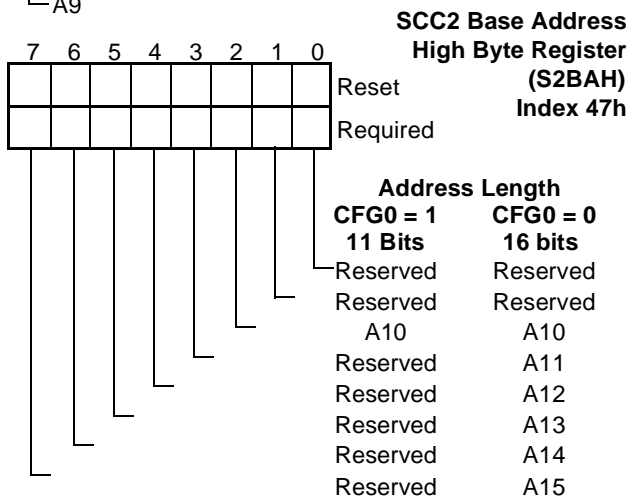 A9
SCC2 Base Address
High Byte Register
(S2BAH)
Index 47h
7 6 5 4 3 2 1 0
Reset
Required
Address Length
CFG0 = 1 CFG0 = 0
11 Bits 16 bits
Reserved Reserved
Reserved Reserved
A10 A10
Reserved A11
Reserved A12
Reserved A13
Reserved A14
Reserved A15